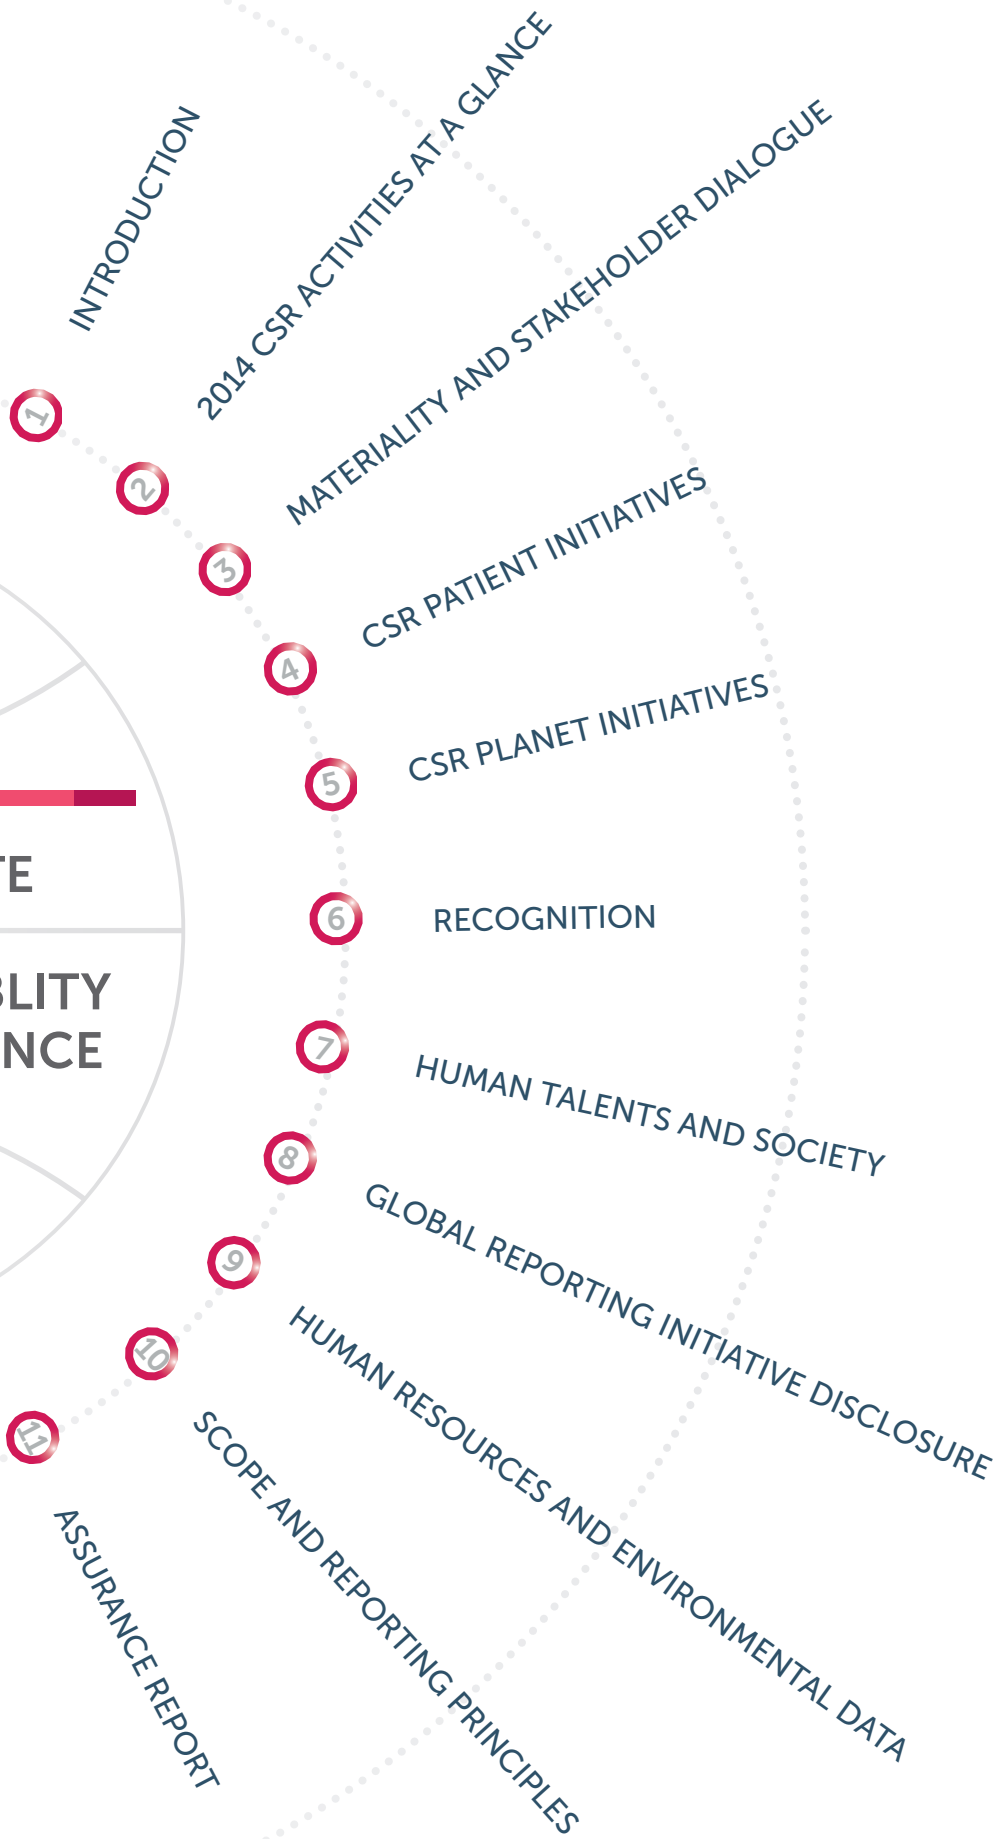 1
INTRODUCTION
2
2014 CSR ACTIVITIES AT A GLANCE
3
MATERIALITY AND STAKEHOLDER DIALOGUE
4
CSR PATIENT INITIATIVES
5
CSR PLANET INITIATIVES
TE
6
RECOGNITION
BLITY
NCE
7
HUMAN TALENTS AND SOCIETY
8
GLOBAL REPORTING INITIATIVE DISCLOSURE
9
HUMAN RESOURCES AND ENVIRONMENTAL DATA
10
SCOPE AND REPORTING PRINCIPLES
11
ASSURANCE REPORT